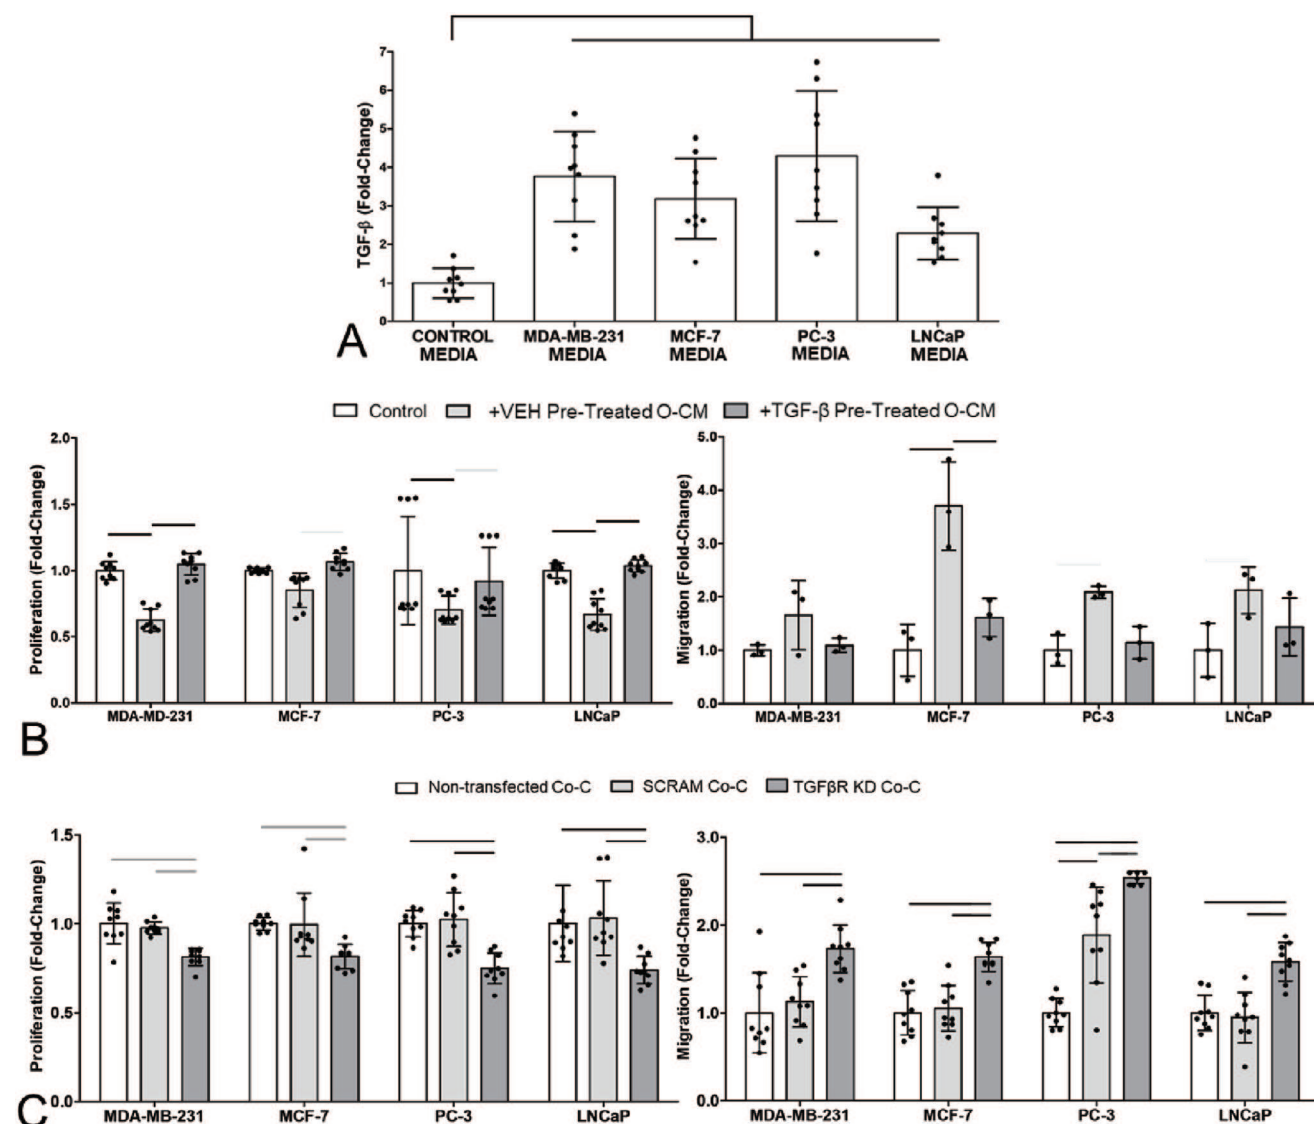 TGF-β (Fold-Change)
7
6
5
4
3
2
1
0
CONTROL MEDIA
MDA-MB-231 MEDIA
MCF-7 MEDIA
PC-3 MEDIA
LNCaP MEDIA
A
Control +VEH Pre-Treated O-CM +TGF-β Pre-Treated O-CM
Proliferation (Fold-Change)
2.0
1.5
1.0
0.5
0.0
MDA-MD-231 MCF-7 PC-3 LNCaP
Migration (Fold-Change)
5.0
4.0
3.0
2.0
1.0
0.0
MDA-MB-231 MCF-7 PC-3 LNCaP
B
Non-transfected Co-C SCRAM Co-C TGFβR KD Co-C
Proliferation (Fold-Change)
1.5
1.0
0.5
0.0
MDA-MB-231 MCF-7 PC-3 LNCaP
Migration (Fold-Change)
3.0
2.0
1.0
0.0
MDA-MB-231 MCF-7 PC-3 LNCaP
C